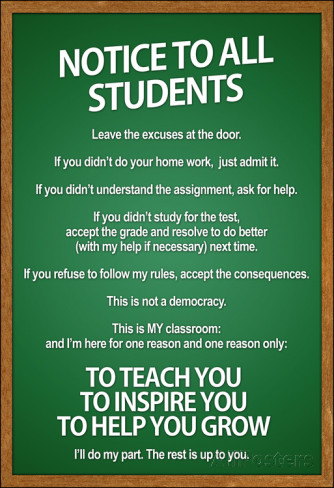 NOTICE TO ALL
STUDENTS
Leave the excuses at the door.
If you didn't do your home work, just admit it.
If you didn't understand the assignment, ask for help.
If you didn't study for the test,
accept the grade and resolve to do better
(with my help if necessary) next time.
If you refuse to follow my rules, accept the consequences.
This is not a democracy.
This is MY classroom:
and I'm here for one reason and one reason only:
TO TEACH YOU
TO INSPIRE YOU
TO HELP YOU GROW
I'll do my part. The rest is up to you.